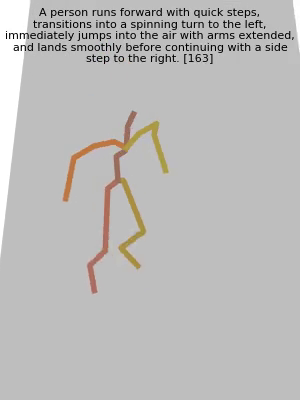 A person runs forward with quick steps,
transitions into a spinning turn to the left,
immediately jumps into the air with arms extended,
and lands smoothly before continuing with a side
step to the right. [163]